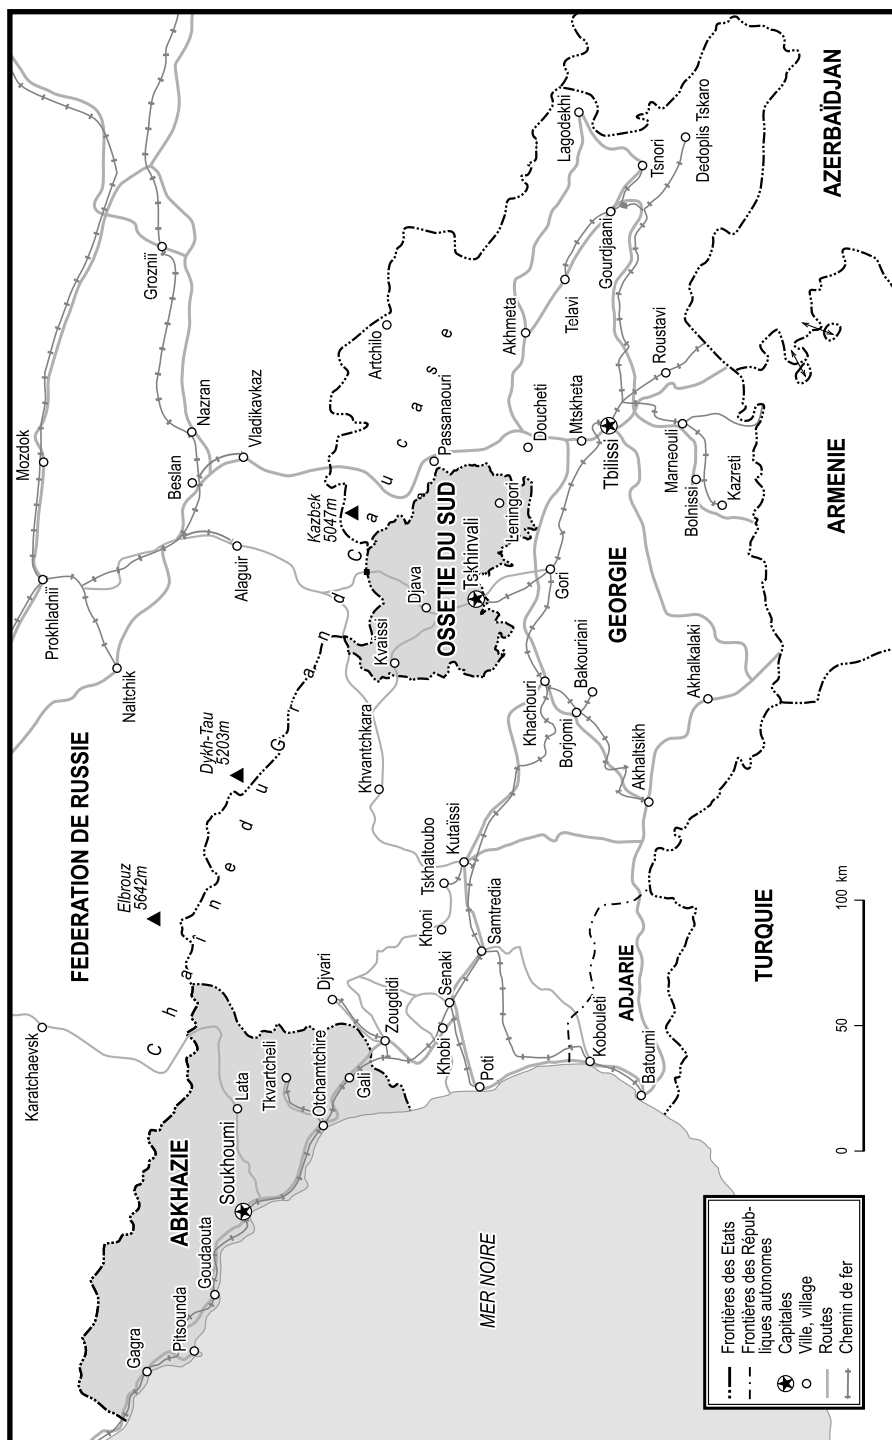 FEDERATION DE RUSSIE
Karatchaevsk
Elbrouz
5642m
Dykh-Tau
5203m
Naltchik
Prokhladniï
Mozdok
Alaguir
Beslan
Nazran
Vladikavkaz
Grozniï
Kazbek
5047m
Chaîne du Grand Caucase
ABKHAZIE
Gagra
Pitsounda
Goudaouta
Soukhoumi
Lata
Tkvartcheli
Otchamtchire
Gali
Djvari
Zougdidi
Khobi
Senaki
Poti
Khoni
Tskhaltoubo
Kutaïssi
Samtredia
Khvantchkara
OSSETIE DU SUD
Kvaïssi
Djava
Tskhinvali
Leningori
Artchilo
Passanaouri
Akhmeta
Doucheti
Mtskheta
Telavi
Lagodekhi
Gourdjaani
Tsnori
Dedoplis Tskaro
GEORGIE
Gori
Khachouri
Borjomi
Bakouriani
Akhaltsikh
Akhalkalaki
Tbilissi
Roustavi
Marneouli
Bolnissi
Kazreti
ADJARIE
Kobouleti
Batoumi
MER NOIRE
TURQUIE
ARMENIE
AZERBAÏDJAN
Frontières des Etats
Frontières des Répub-
liques autonomes
Capitales
Ville, village
Routes
Chemin de fer
0 50 100 km